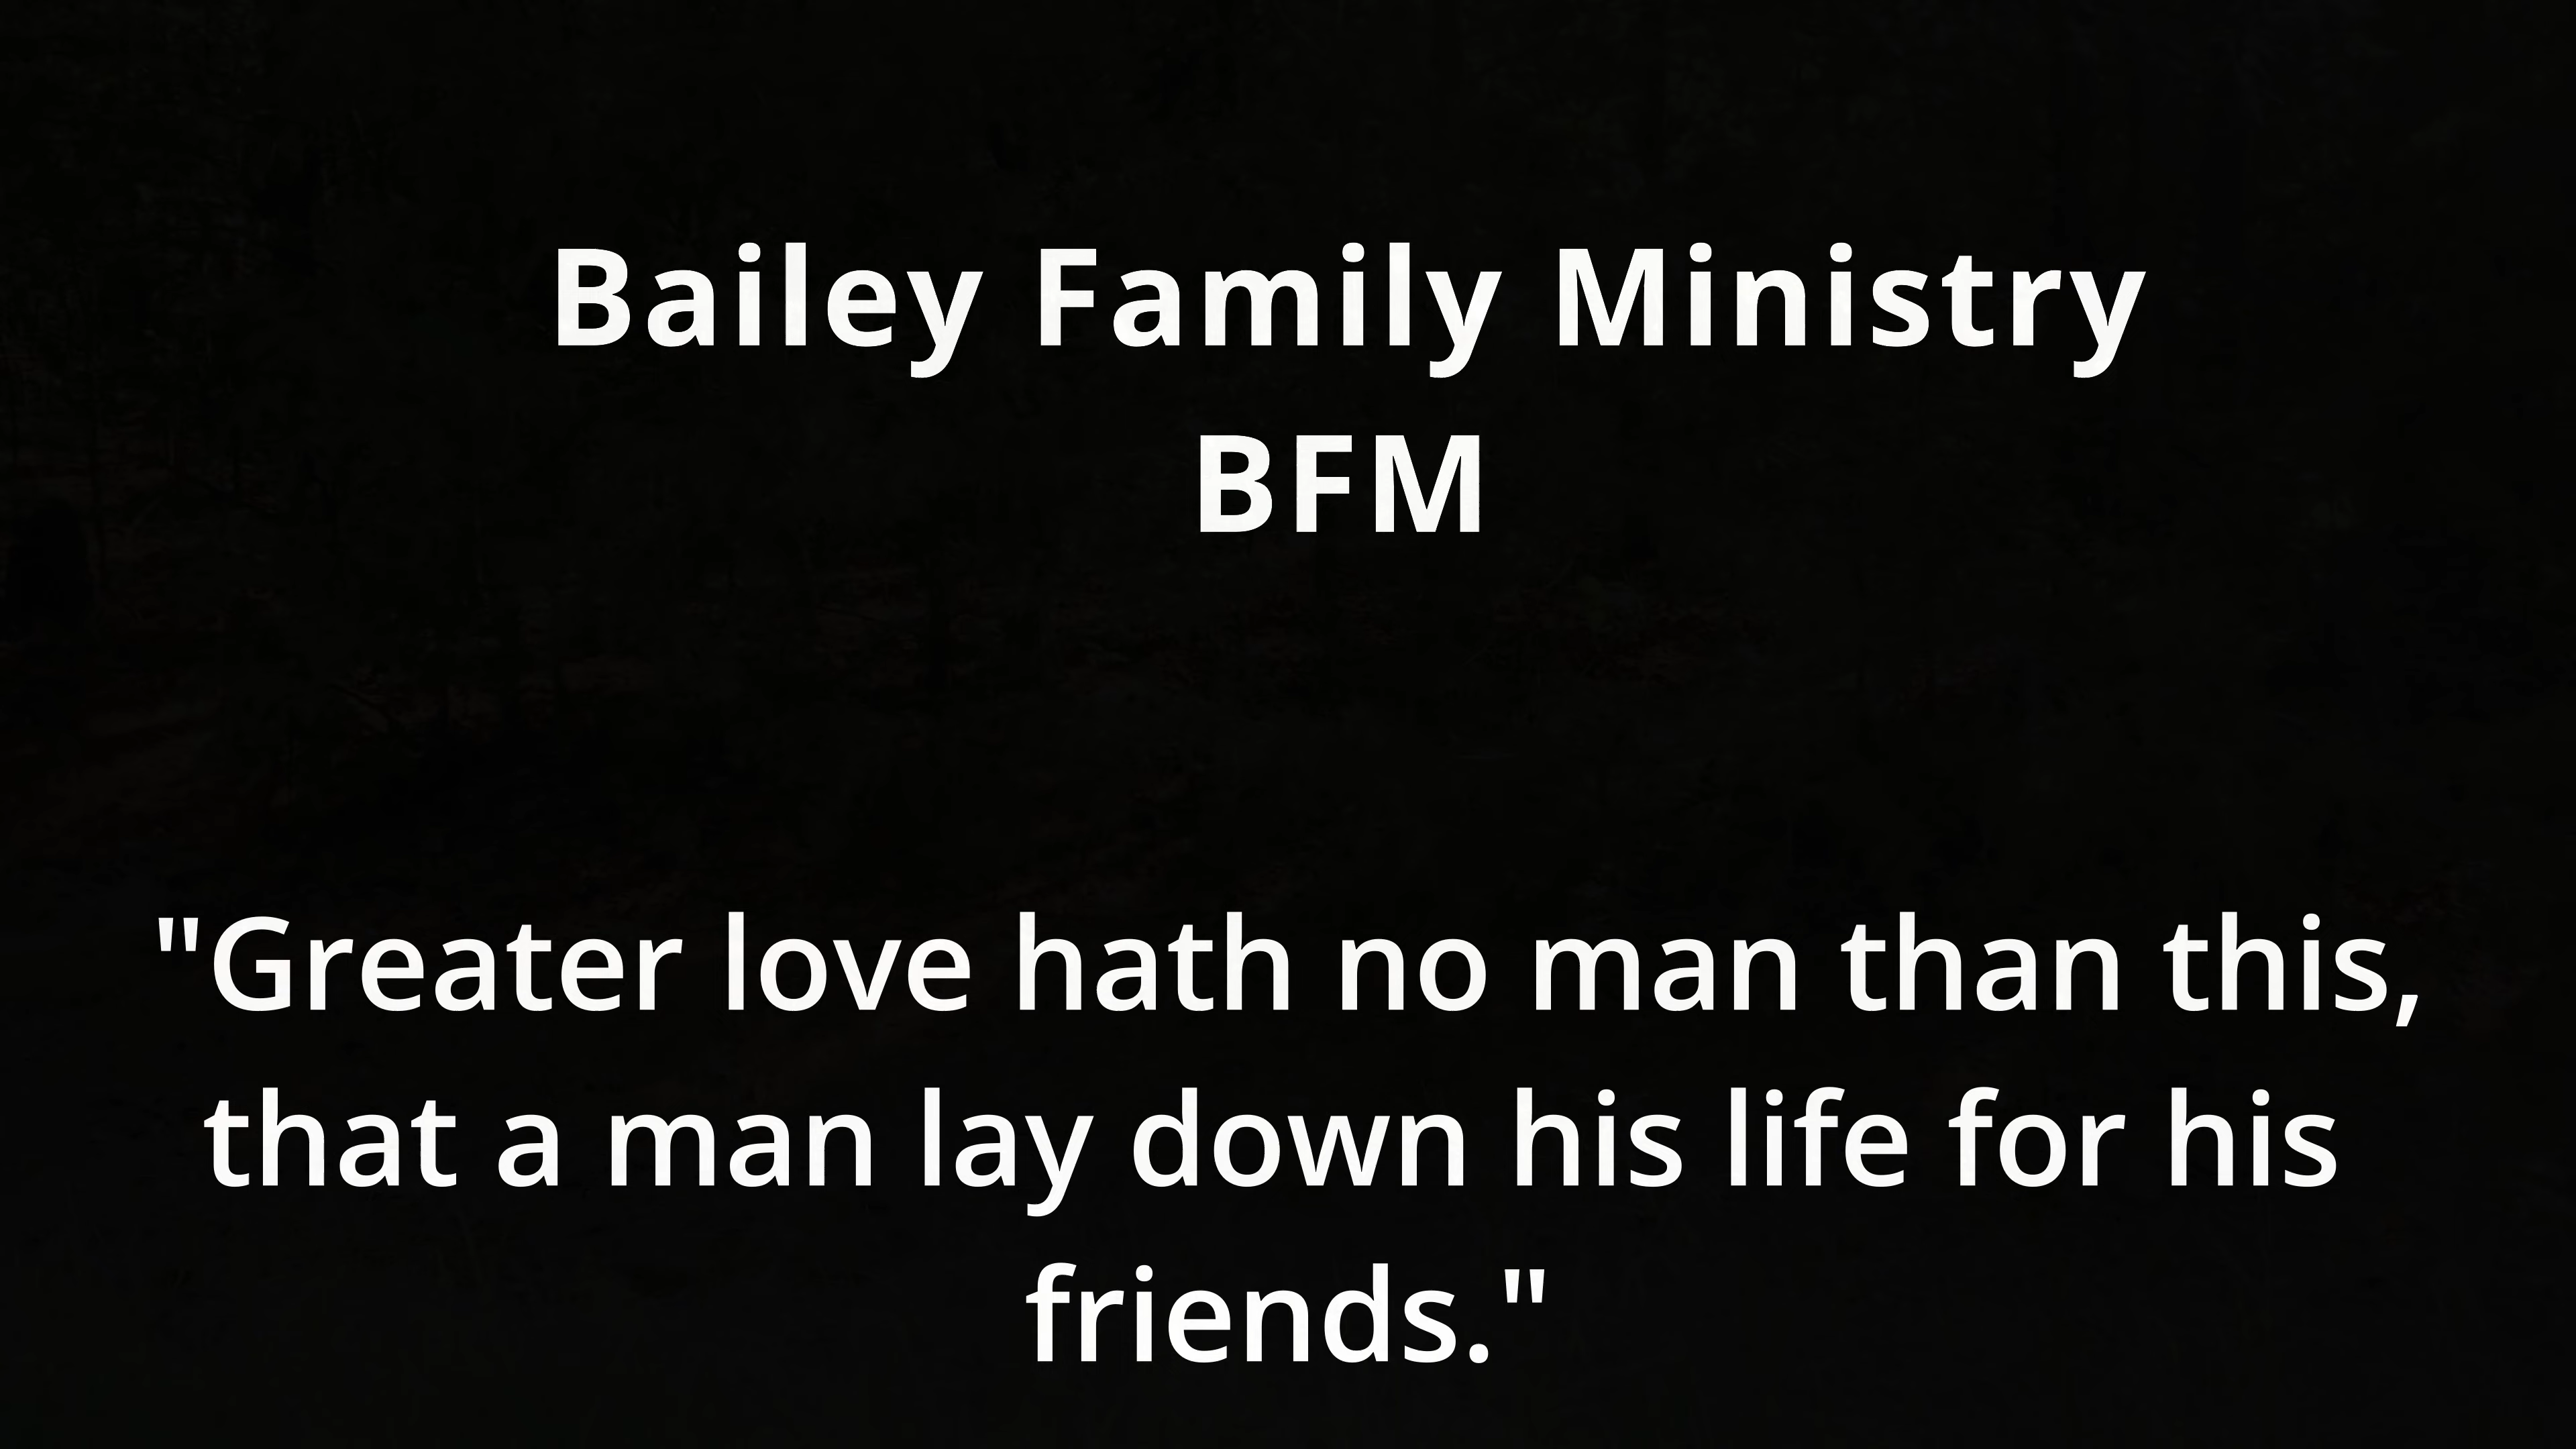 Bailey Family Ministry
BFM
"Greater love hath no man than this,
that a man lay down his life for his
friends."